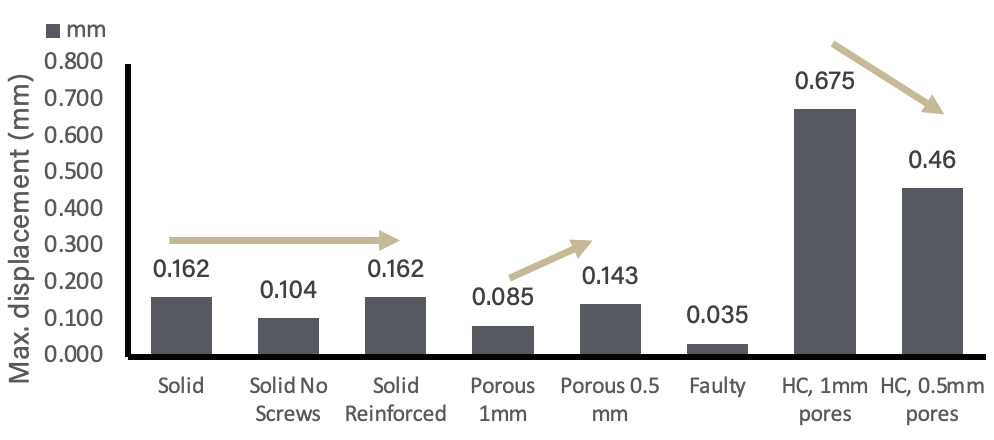 mm
Max. displacement (mm)
0.800
0.700
0.600
0.500
0.400
0.300
0.200
0.100
0.000
0.162
0.104
0.162
0.085
0.143
0.035
0.675
0.46
Solid
Solid No
Screws
Solid
Reinforced
Porous
1mm
Porous 0.5
mm
Faulty
HC, 1mm
pores
HC, 0.5mm
pores